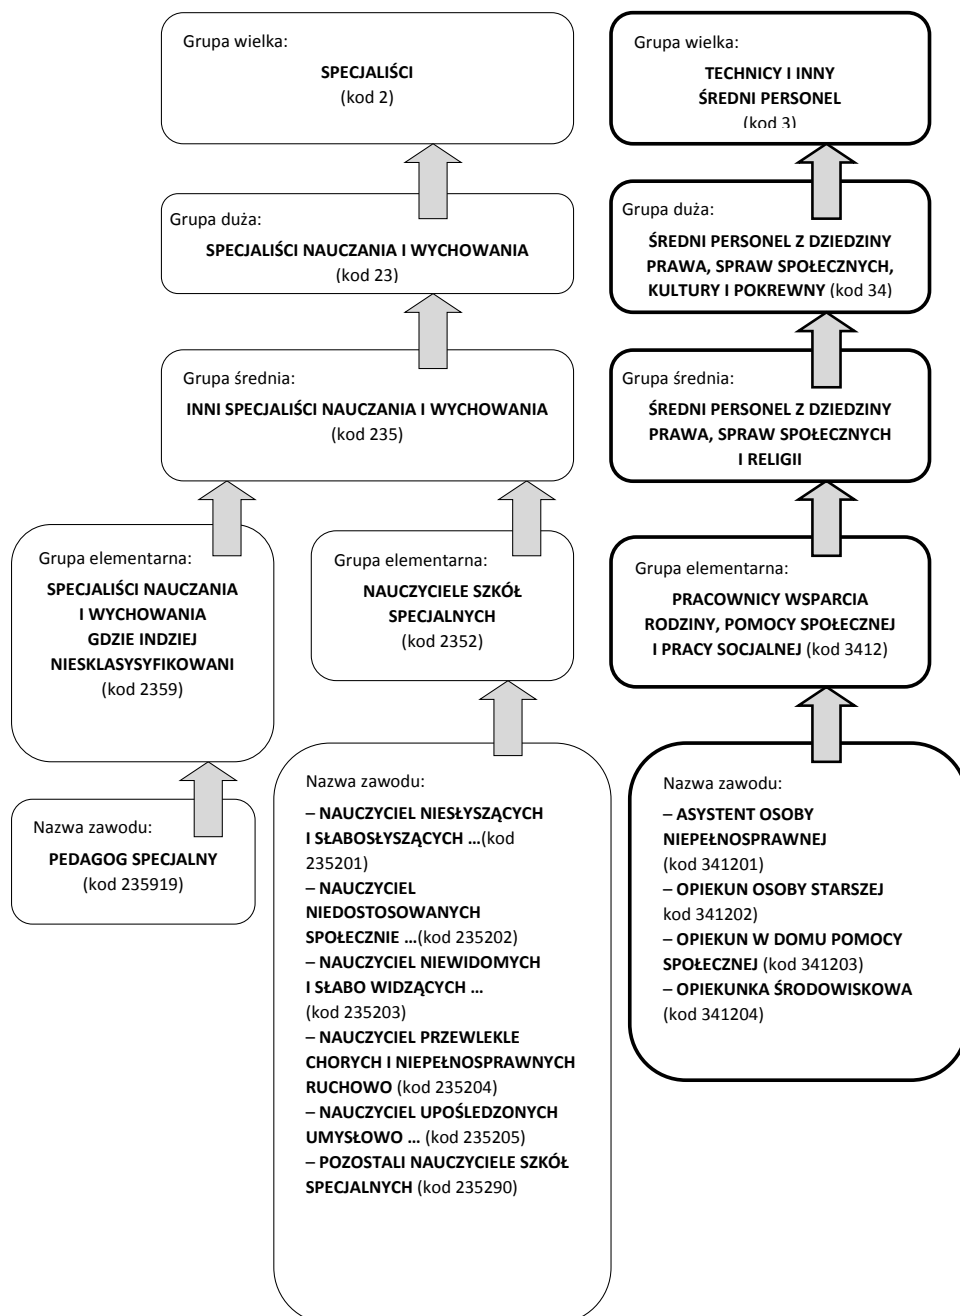 Grupa wielka:
SPECJALIŚCI
(kod 2)
Grupa wielka:
TECHNICY I INNY
ŚREDNI PERSONEL
(kod 3)
Grupa duża:
SPECJALIŚCI NAUCZANIA I WYCHOWANIA
(kod 23)
Grupa duża:
ŚREDNI PERSONEL Z DZIEDZINY
PRAWA, SPRAW SPOŁECZNYCH,
KULTURY I POKREWNY (kod 34)
Grupa średnia:
INNI SPECJALIŚCI NAUCZANIA I WYCHOWANIA
(kod 235)
Grupa średnia:
ŚREDNI PERSONEL Z DZIEDZINY
PRAWA, SPRAW SPOŁECZNYCH
I RELIGII
Grupa elementarna:
SPECJALIŚCI NAUCZANIA
I WYCHOWANIA
GDZIE INDZIEJ
NIESKLASYSYFIKOWANI
(kod 2359)
Grupa elementarna:
NAUCZYCIELE SZKÓŁ
SPECJALNYCH
(kod 2352)
Grupa elementarna:
PRACOWNICY WSPARCIA
RODZINY, POMOCY SPOŁECZNEJ
I PRACY SOCJALNEJ (kod 3412)
Nazwa zawodu:
PEDAGOG SPECJALNY
(kod 235919)
Nazwa zawodu:
– NAUCZYCIEL NIESŁYSZĄCYCH
I SŁABOSŁYSZĄCYCH …(kod
235201)
– NAUCZYCIEL
NIEDOSTOSOWANYCH
SPOŁECZNIE …(kod 235202)
– NAUCZYCIEL NIEWIDOMYCH
I SŁABO WIDZĄCYCH …
(kod 235203)
– NAUCZYCIEL PRZEWLEKLE
CHORYCH I NIEPEŁNOSPRAWNYCH
RUCHOWO (kod 235204)
– NAUCZYCIEL UPOŚLEDZONYCH
UMYSŁOWO … (kod 235205)
– POZOSTALI NAUCZYCIELE SZKÓŁ
SPECJALNYCH (kod 235290)
Nazwa zawodu:
– ASYSTENT OSOBY
NIEPEŁNOSPRAWNEJ
(kod 341201)
– OPIEKUN OSOBY STARSZEJ
kod 341202)
– OPIEKUN W DOMU POMOCY
SPOŁECZNEJ (kod 341203)
– OPIEKUNKA ŚRODOWISKOWA
(kod 341204)